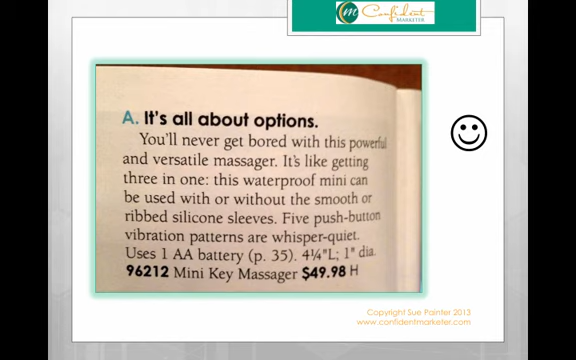 m Confident
MARKETER
A. It's all about options.
You'll never get bored with this powerful
and versatile massager. It's like getting
three in one: this waterproof mini can
be used with or without the smooth or
ribbed silicone sleeves. Five push-button
vibration patterns are whisper-quiet.
Uses 1 AA battery (p. 35). 4¼"L; 1" dia.
96212 Mini Key Massager $49.98 H
Copyright Sue Painter 2013
www.confidentmarketer.com